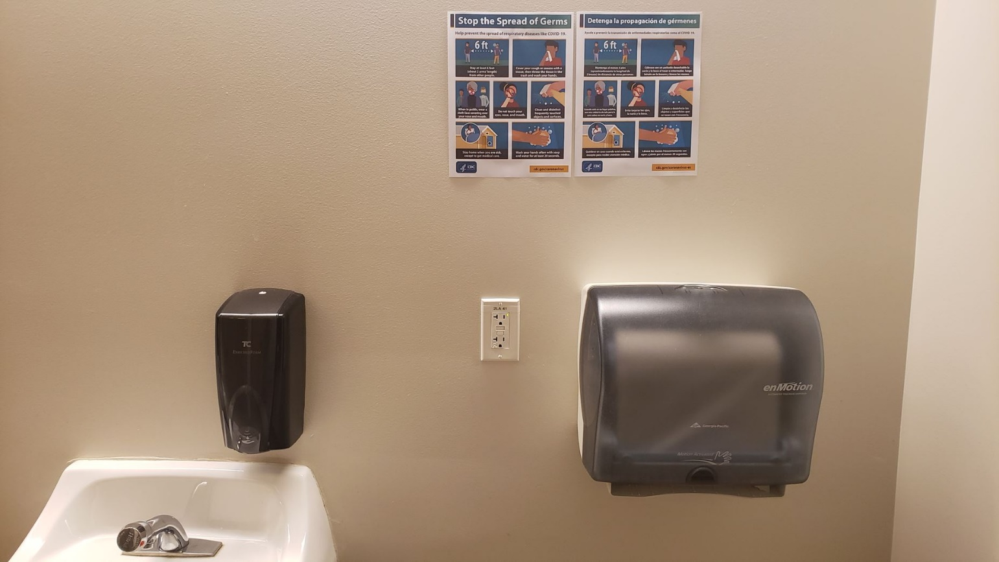 Stop the Spread of Germs
Help prevent the spread of respiratory diseases like COVID-19.
6 ft
Stay at least 6 feet
(about 2 arms' length)
from other people.
Cover your cough or sneeze with a
tissue, then throw the tissue in the
trash and wash your hands.
When in public, wear a
cloth face covering over
your nose and mouth.
Do not touch your
eyes, nose, and mouth.
Clean and disinfect
frequently touched
objects and surfaces.
Stay home when you are sick,
except to get medical care.
Wash your hands often with soap
and water for at least 20 seconds.
CDC
cdc.gov/coronavirus
Detenga la propagación de gérmenes
Ayude a prevenir la transmisión de enfermedades respiratorias como el COVID-19.
6 ft
Mantenga al menos 6 pies
(aproximadamente la longitud de
2 brazos) de distancia de otras personas.
Cúbrase con un pañuelo desechable la
nariz y la boca al toser o estornudar, luego
bótelo en la basura y lávese las manos.
Evite tocarse los ojos,
la nariz y la boca.
Limpie y desinfecte los
objetos y superficies que
se tocan con frecuencia.
Quédese en casa cuando esté enfermo,
excepto para recibir atención médica.
Lávese las manos frecuentemente con
agua y jabón por al menos 20 segundos.
CDC
cdc.gov/coronavirus-es
TC
2LA-41
enMotion
Georgia-Pacific
Motion Activated